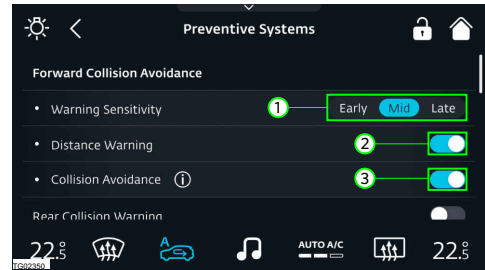 Preventive Systems
Forward Collision Avoidance
• Warning Sensitivity 1 Early Mid Late
• Distance Warning 2
• Collision Avoidance i 3
Rear Collision Warning
22.5° A AUTO A/C 22.5°
TG02350